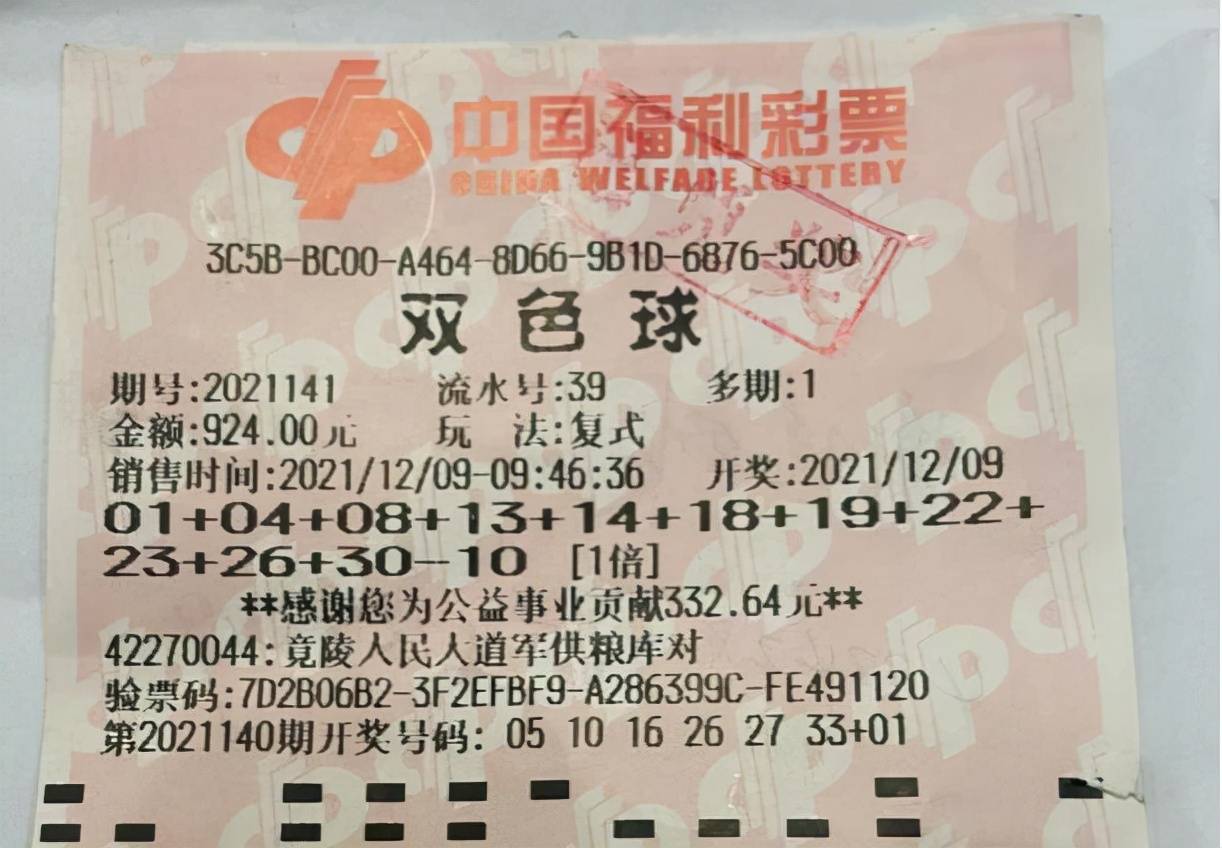 中国福利彩票
CHINA WELFARE LOTTERY
3C5B-BC00-A464-8D66-9B1D-6876-5C00
双色球
期号:2021141 流水号:39 多期:1
金额:924.00元 玩 法:复式
销售时间:2021/12/09-09:46:36 开奖:2021/12/09
01+04+08+13+14+18+19+22+
23+26+30-10 [1倍]
**感谢您为公益事业贡献332.64元**
42270044:竟陵人民大道军供粮库对
验票码:7D2B06B2-3F2EFBF9-A286399C-FE491120
第2021140期开奖号码: 05 10 16 26 27 33+01